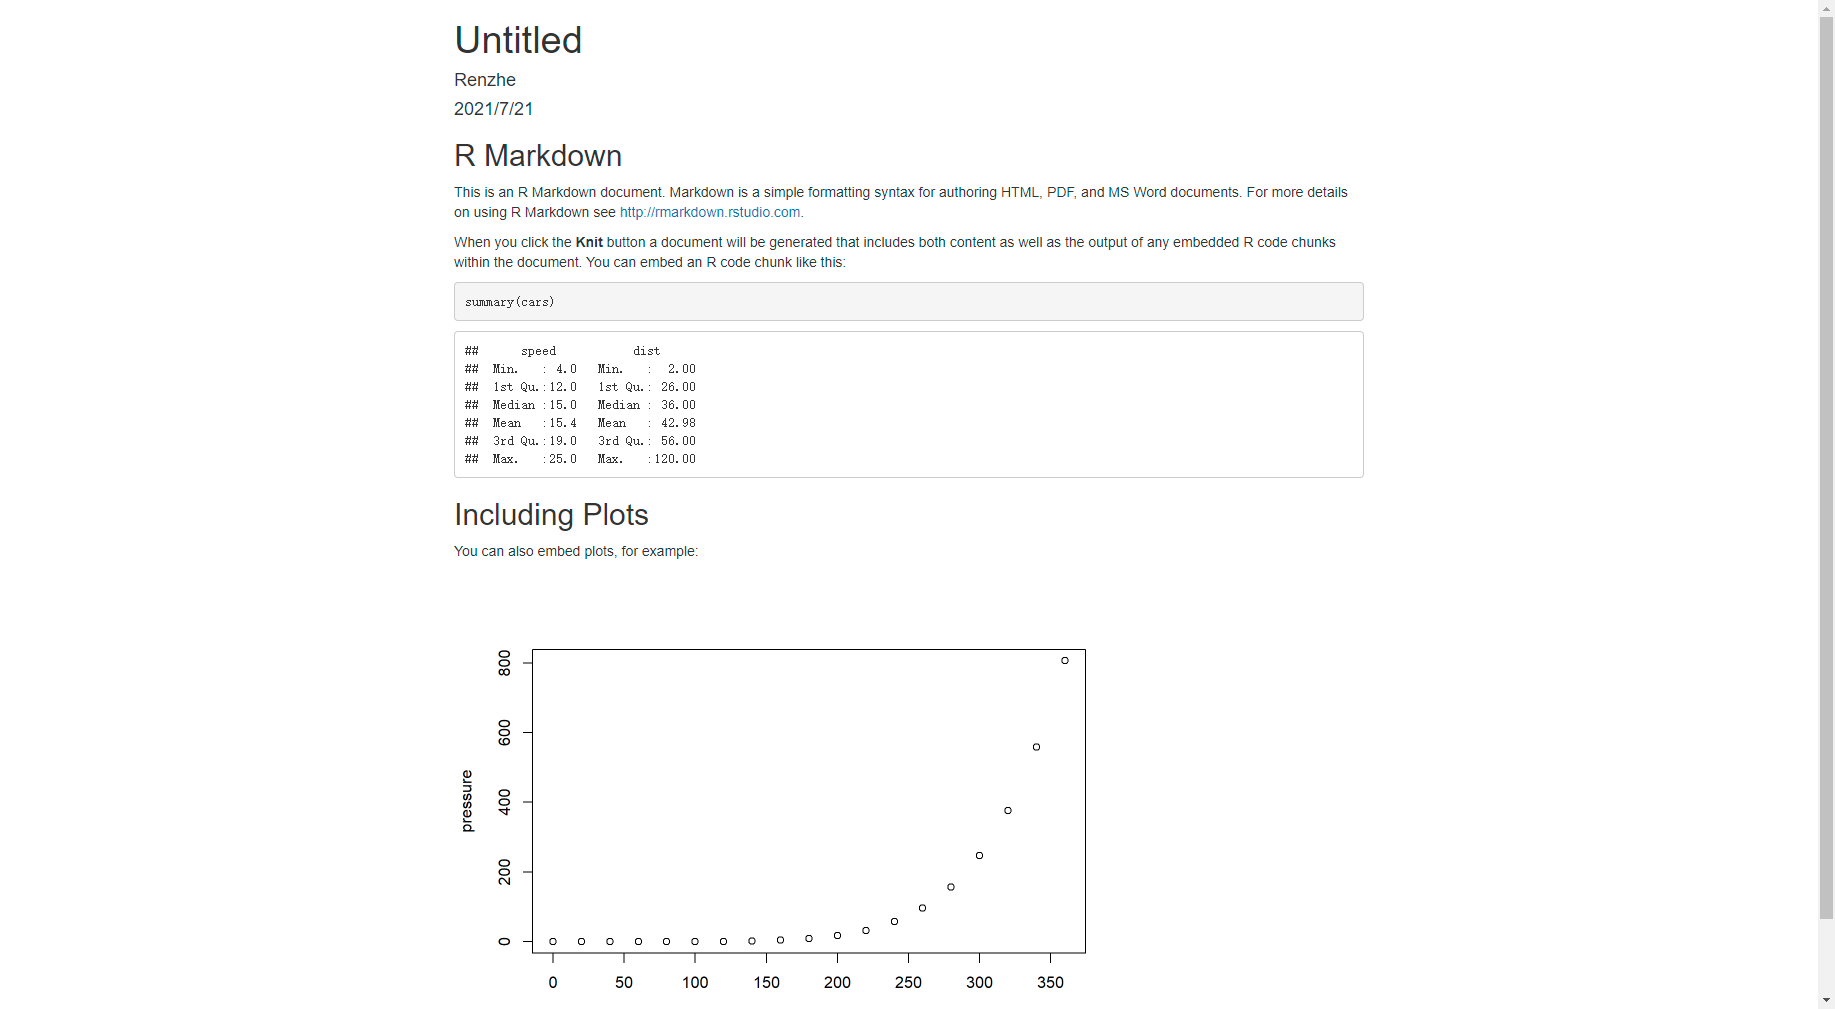 Untitled
Renzhe
2021/7/21
R Markdown
This is an R Markdown document. Markdown is a simple formatting syntax for authoring HTML, PDF, and MS Word documents. For more details
on using R Markdown see http://rmarkdown.rstudio.com.
When you click the Knit button a document will be generated that includes both content as well as the output of any embedded R code chunks
within the document. You can embed an R code chunk like this:
summary(cars)
##      speed           dist
##  Min.   : 4.0   Min.   :  2.00
##  1st Qu.:12.0   1st Qu.: 26.00
##  Median :15.0   Median : 36.00
##  Mean   :15.4   Mean   : 42.98
##  3rd Qu.:19.0   3rd Qu.: 56.00
##  Max.   :25.0   Max.   :120.00
Including Plots
You can also embed plots, for example:
800
600
400
200
0
pressure
0 50 100 150 200 250 300 350